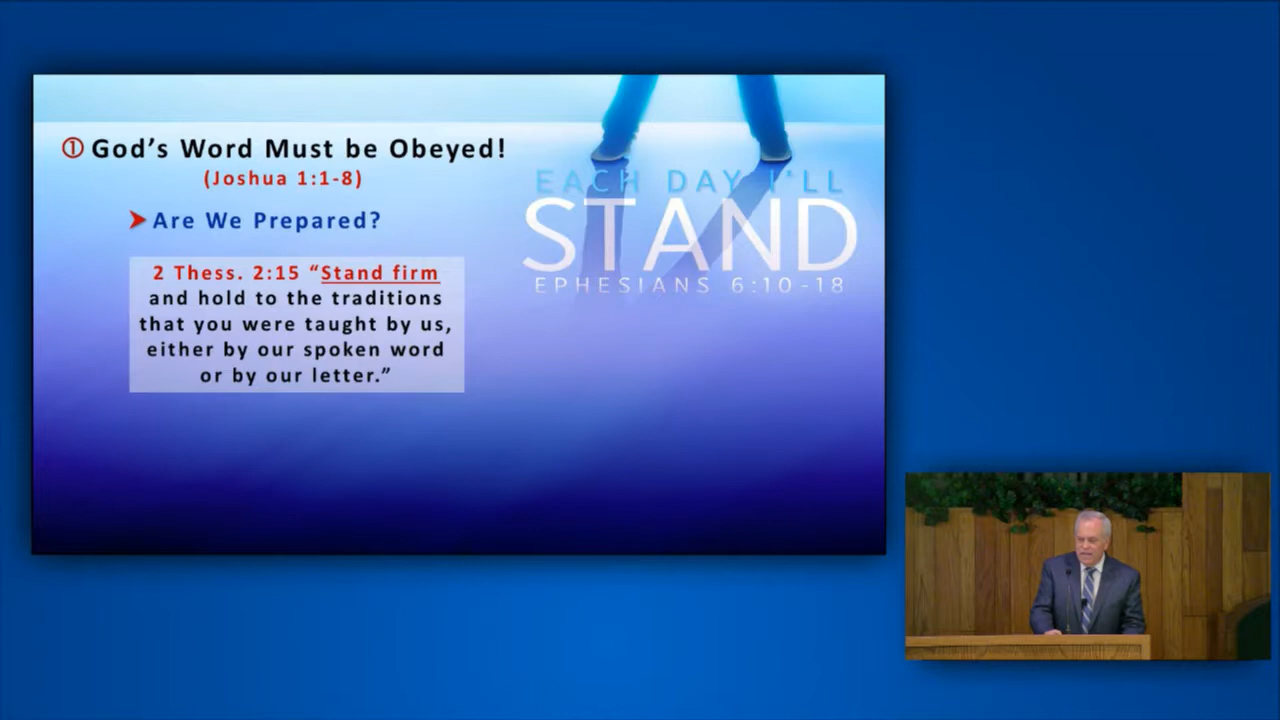 ① God’s Word Must be Obeyed!
(Joshua 1:1-8)
➤ Are We Prepared?
2 Thess. 2:15 “Stand firm
and hold to the traditions
that you were taught by us,
either by our spoken word
or by our letter.”
EACH DAY I'LL
STAND
EPHESIANS 6:10-18